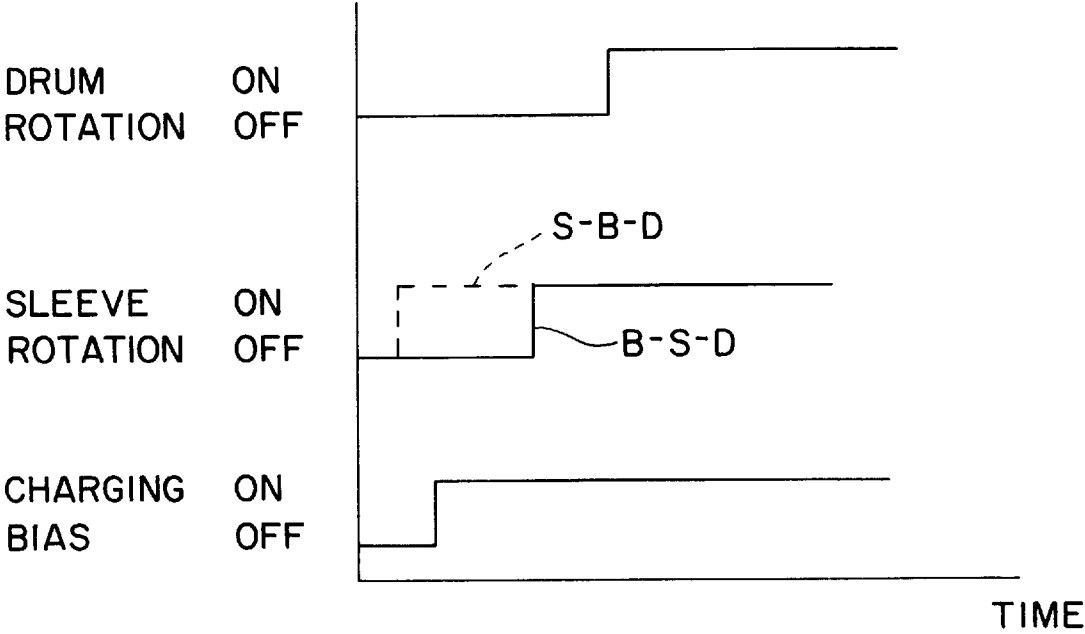 DRUM ON
ROTATION OFF
S-B-D
SLEEVE ON
ROTATION OFF
B-S-D
CHARGING ON
BIAS OFF
TIME